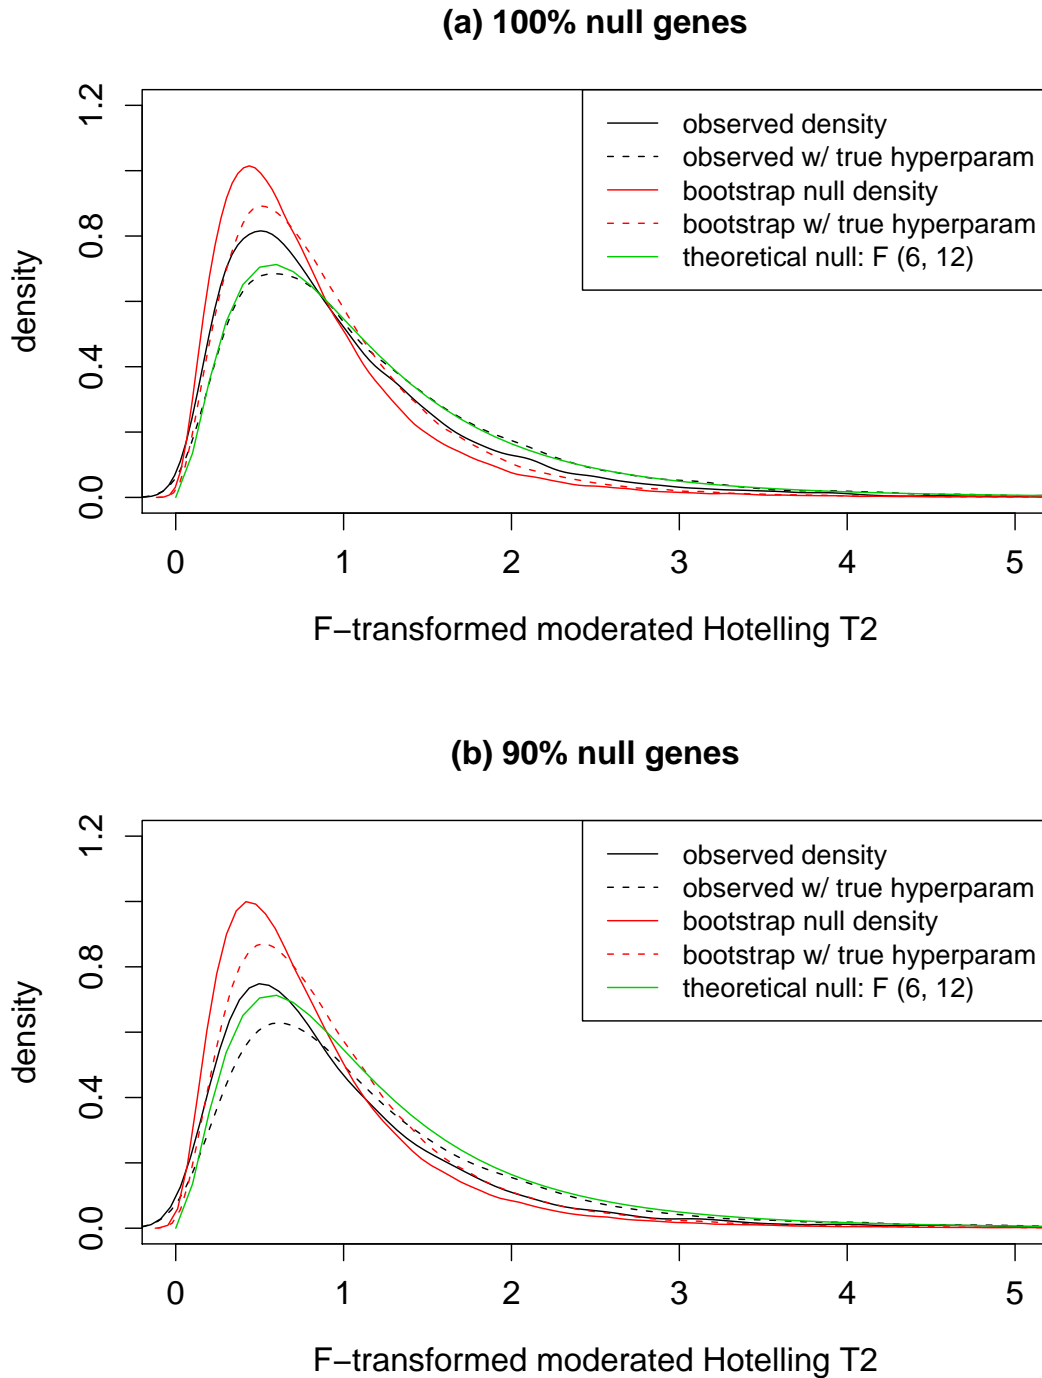 (a) 100% null genes
1.2
0.8
0.4
0.0
density
observed density
observed w/ true hyperparam
bootstrap null density
bootstrap w/ true hyperparam
theoretical null: F (6, 12)
0 1 2 3 4 5
F−transformed moderated Hotelling T2
(b) 90% null genes
1.2
0.8
0.4
0.0
density
observed density
observed w/ true hyperparam
bootstrap null density
bootstrap w/ true hyperparam
theoretical null: F (6, 12)
0 1 2 3 4 5
F−transformed moderated Hotelling T2